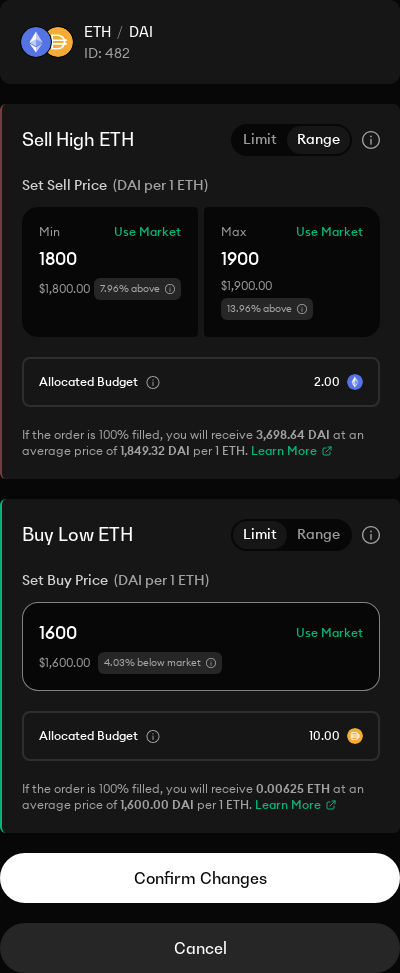 ETH / DAI
ID: 482
Sell High ETH
Limit Range
Set Sell Price (DAI per 1 ETH)
Min Use Market
1800
$1,800.00 7.96% above
Max Use Market
1900
$1,900.00
13.96% above
Allocated Budget 2.00
If the order is 100% filled, you will receive 3,698.64 DAI at an
average price of 1,849.32 DAI per 1 ETH. Learn More
Buy Low ETH
Limit Range
Set Buy Price (DAI per 1 ETH)
1600 Use Market
$1,600.00 4.03% below market
Allocated Budget 10.00
If the order is 100% filled, you will receive 0.00625 ETH at an
average price of 1,600.00 DAI per 1 ETH. Learn More
Confirm Changes
Cancel